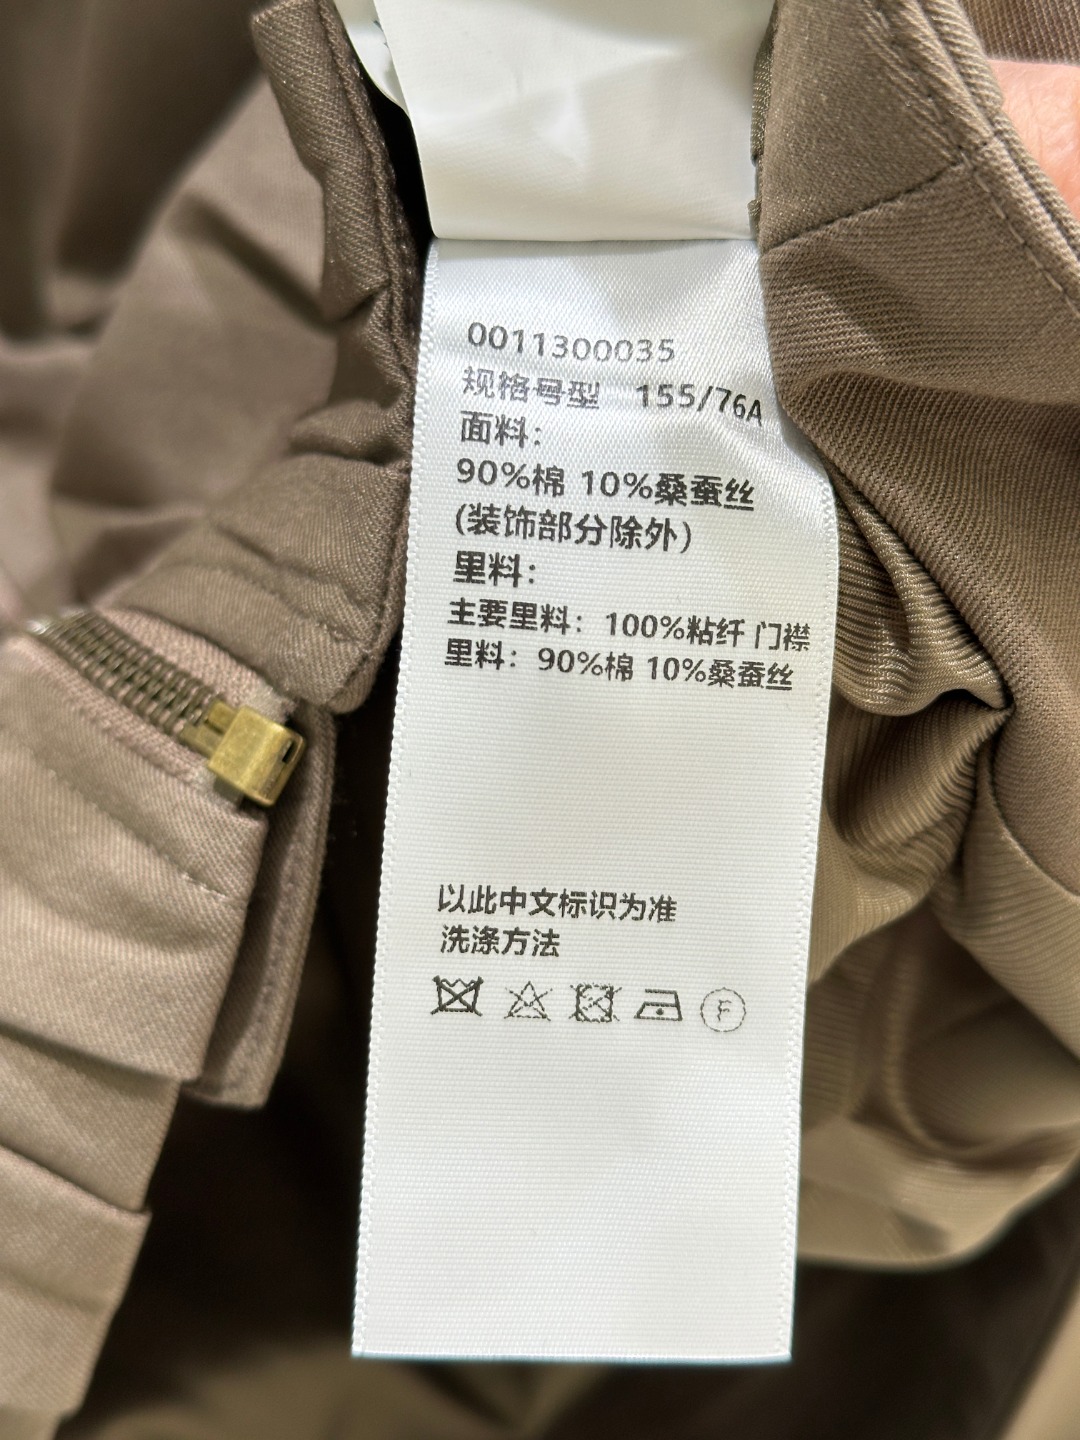 0011300035
规格号型 155/76A
面料：
90%棉 10%桑蚕丝
(装饰部分除外)
里料：
主要里料：100%粘纤 门襟
里料：90%棉 10%桑蚕丝
以此中文标识为准
洗涤方法
F